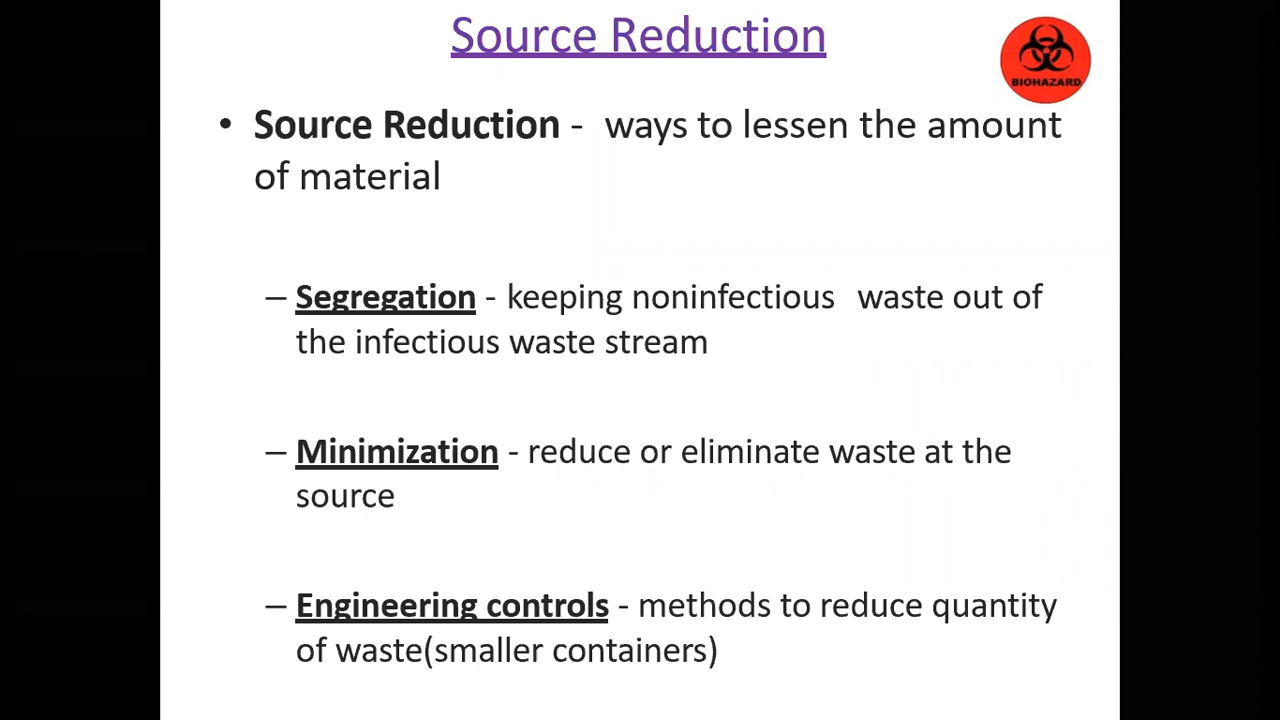 Source Reduction
BIOHAZARD
• Source Reduction - ways to lessen the amount
of material
– Segregation - keeping noninfectious waste out of
the infectious waste stream
– Minimization - reduce or eliminate waste at the
source
– Engineering controls - methods to reduce quantity
of waste(smaller containers)